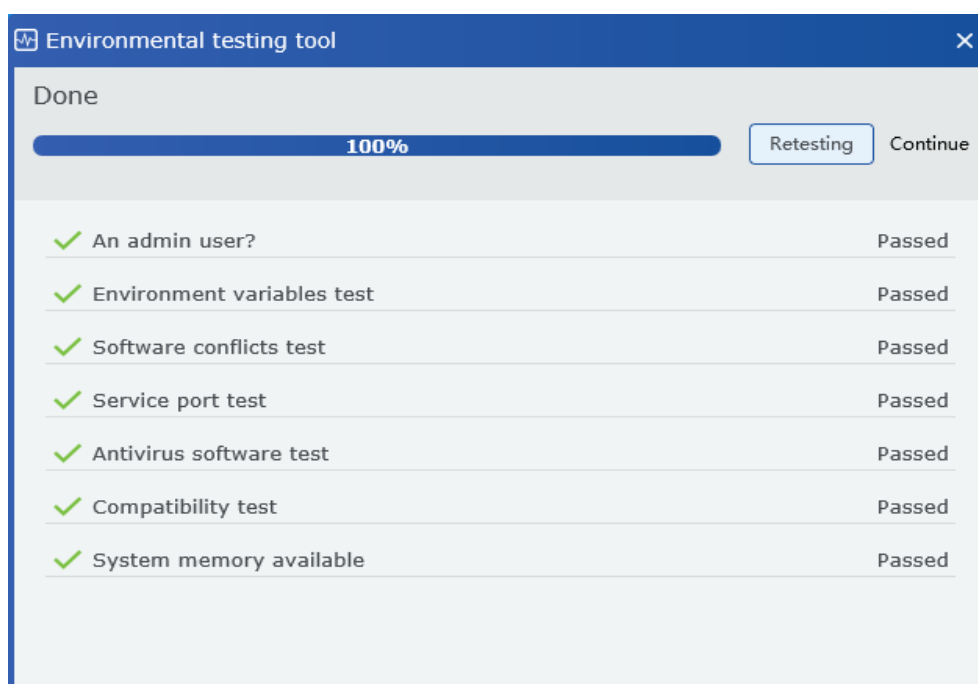 Environmental testing tool
Done
100%
Retesting
Continue
An admin user? Passed
Environment variables test Passed
Software conflicts test Passed
Service port test Passed
Antivirus software test Passed
Compatibility test Passed
System memory available Passed